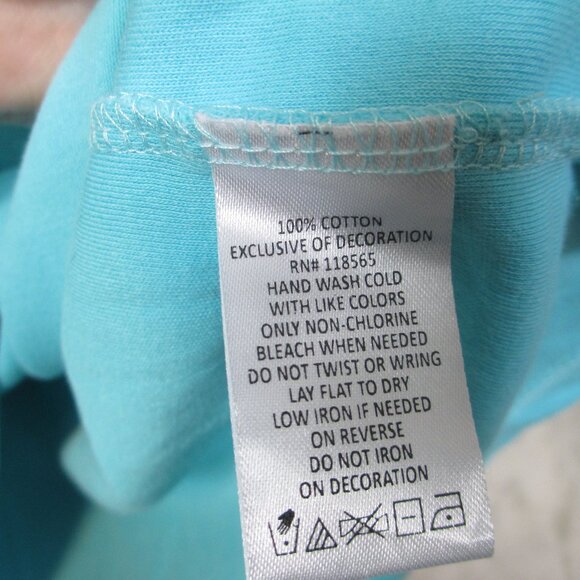 100% COTTON
EXCLUSIVE OF DECORATION
RN# 118565
HAND WASH COLD
WITH LIKE COLORS
ONLY NON-CHLORINE
BLEACH WHEN NEEDED
DO NOT TWIST OR WRING
LAY FLAT TO DRY
LOW IRON IF NEEDED
ON REVERSE
DO NOT IRON
ON DECORATION